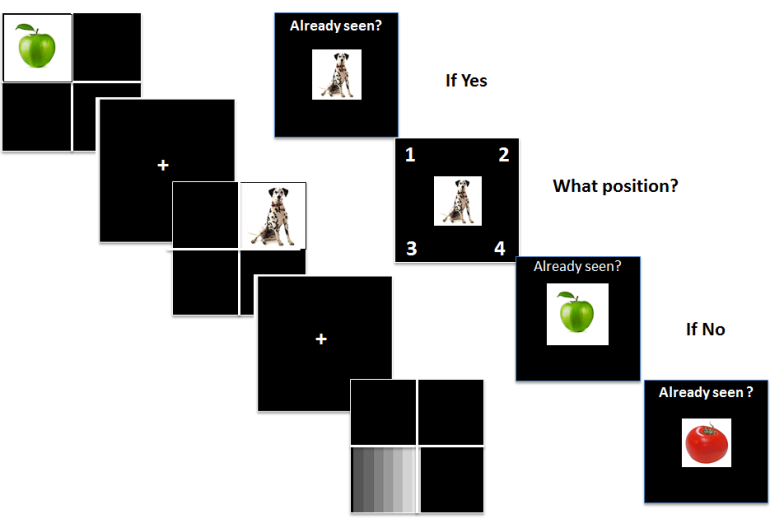 Already seen?
If Yes
1 2
What position?
3 4
Already seen?
If No
Already seen ?
+
+